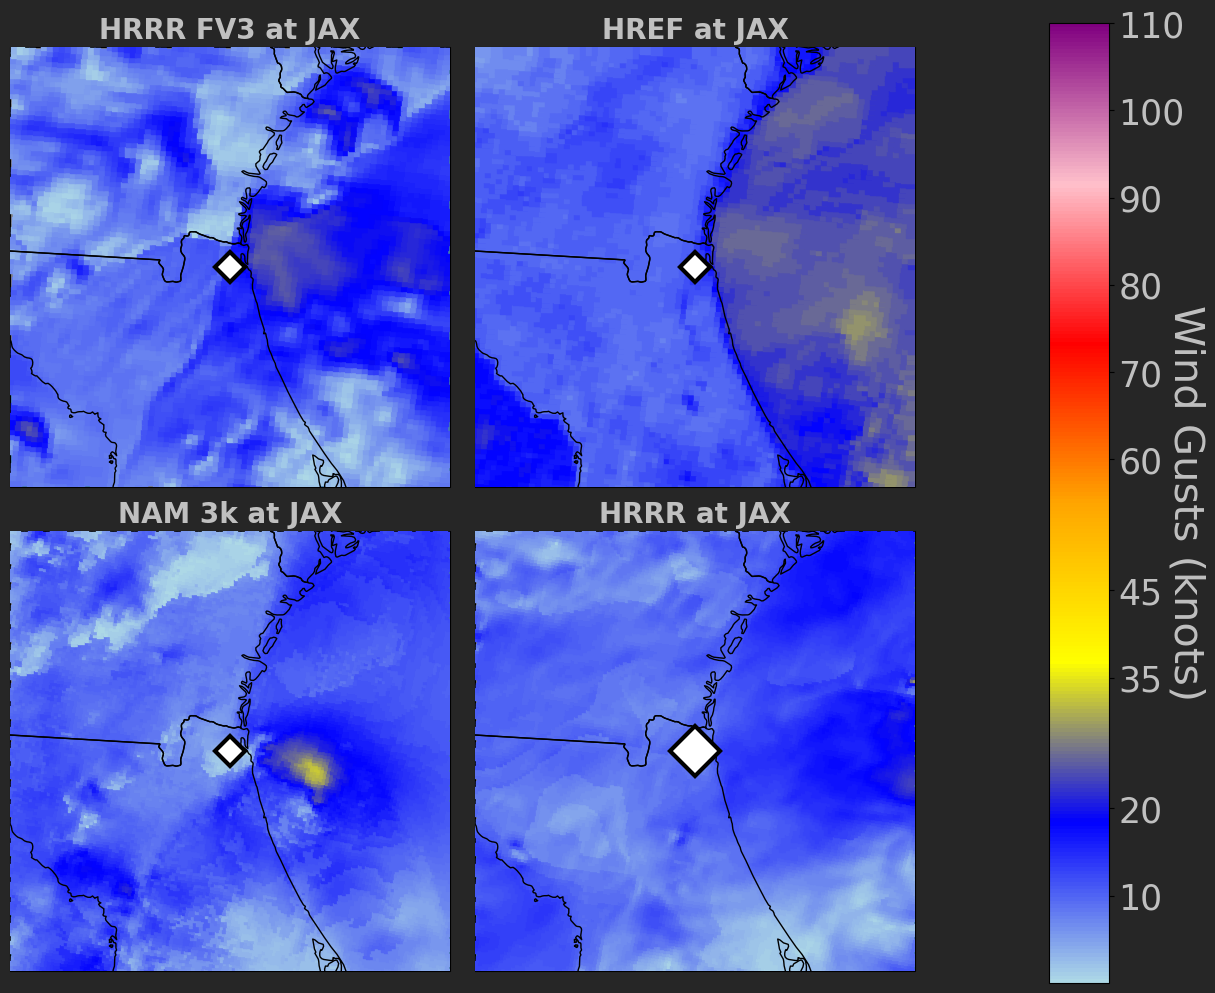 HRRR FV3 at JAX
HREF at JAX
NAM 3k at JAX
HRRR at JAX
110
100
90
80
70
60
45
35
20
10
Wind Gusts (knots)